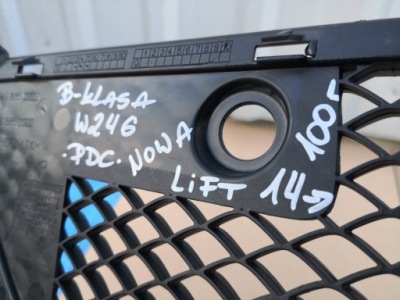 B-KLASA
W246
·PDC· NOWA
LIFT 14→
100-